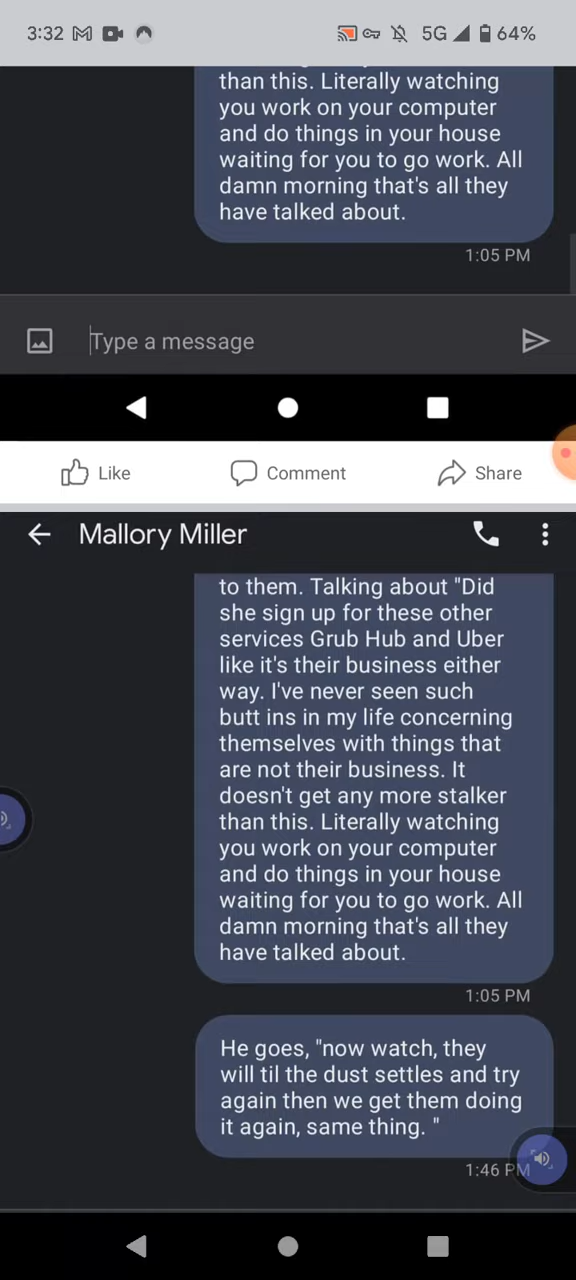 3:32 5G 64%
than this. Literally watching
you work on your computer
and do things in your house
waiting for you to go work. All
damn morning that's all they
have talked about.
1:05 PM
Type a message
Like Comment Share
Mallory Miller
to them. Talking about "Did
she sign up for these other
services Grub Hub and Uber
like it's their business either
way. I've never seen such
butt ins in my life concerning
themselves with things that
are not their business. It
doesn't get any more stalker
than this. Literally watching
you work on your computer
and do things in your house
waiting for you to go work. All
damn morning that's all they
have talked about.
1:05 PM
He goes, "now watch, they
will til the dust settles and try
again then we get them doing
it again, same thing. "
1:46 PM